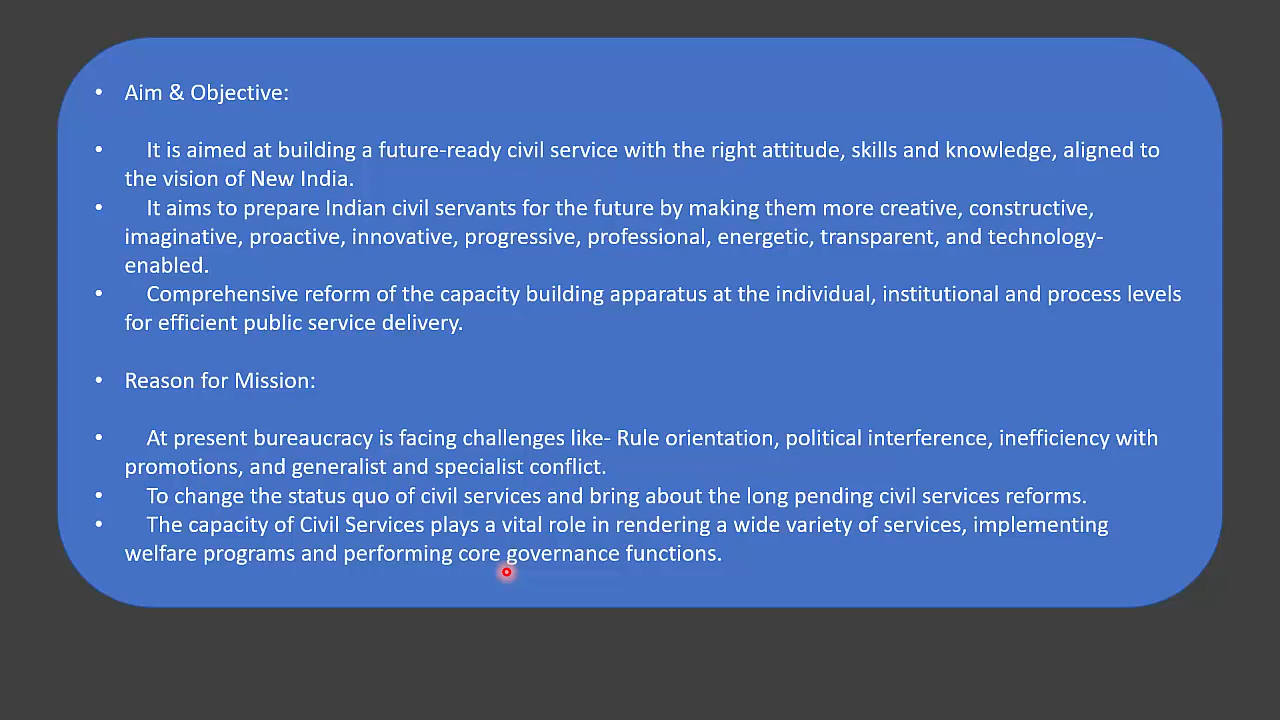 • Aim & Objective:
• It is aimed at building a future-ready civil service with the right attitude, skills and knowledge, aligned to
the vision of New India.
• It aims to prepare Indian civil servants for the future by making them more creative, constructive,
imaginative, proactive, innovative, progressive, professional, energetic, transparent, and technology-
enabled.
• Comprehensive reform of the capacity building apparatus at the individual, institutional and process levels
for efficient public service delivery.
• Reason for Mission:
• At present bureaucracy is facing challenges like- Rule orientation, political interference, inefficiency with
promotions, and generalist and specialist conflict.
• To change the status quo of civil services and bring about the long pending civil services reforms.
• The capacity of Civil Services plays a vital role in rendering a wide variety of services, implementing
welfare programs and performing core governance functions.